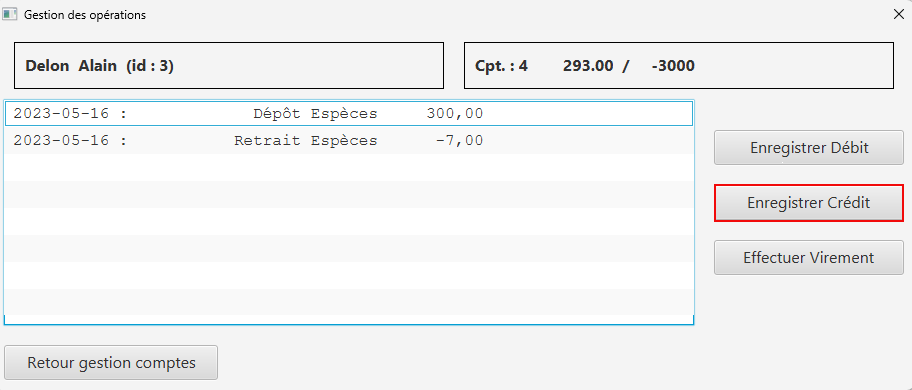 Gestion des opérations
Delon Alain (id : 3)
Cpt. : 4 293.00 / -3000
2023-05-16 : Dépôt Espèces 300,00
2023-05-16 : Retrait Espèces -7,00
Enregistrer Débit
Enregistrer Crédit
Effectuer Virement
Retour gestion comptes